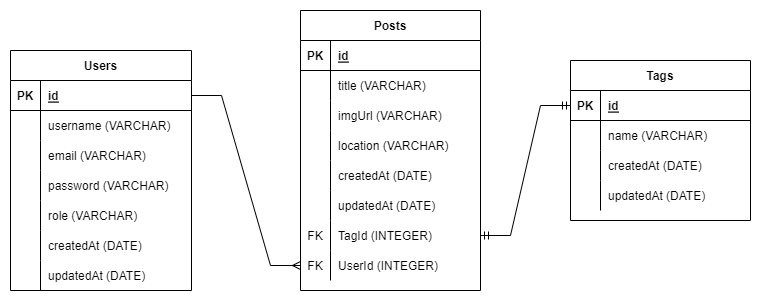 Users
PK id
username (VARCHAR)
email (VARCHAR)
password (VARCHAR)
role (VARCHAR)
createdAt (DATE)
updatedAt (DATE)
Posts
PK id
title (VARCHAR)
imgUrl (VARCHAR)
location (VARCHAR)
createdAt (DATE)
updatedAt (DATE)
FK TagId (INTEGER)
FK UserId (INTEGER)
Tags
PK id
name (VARCHAR)
createdAt (DATE)
updatedAt (DATE)